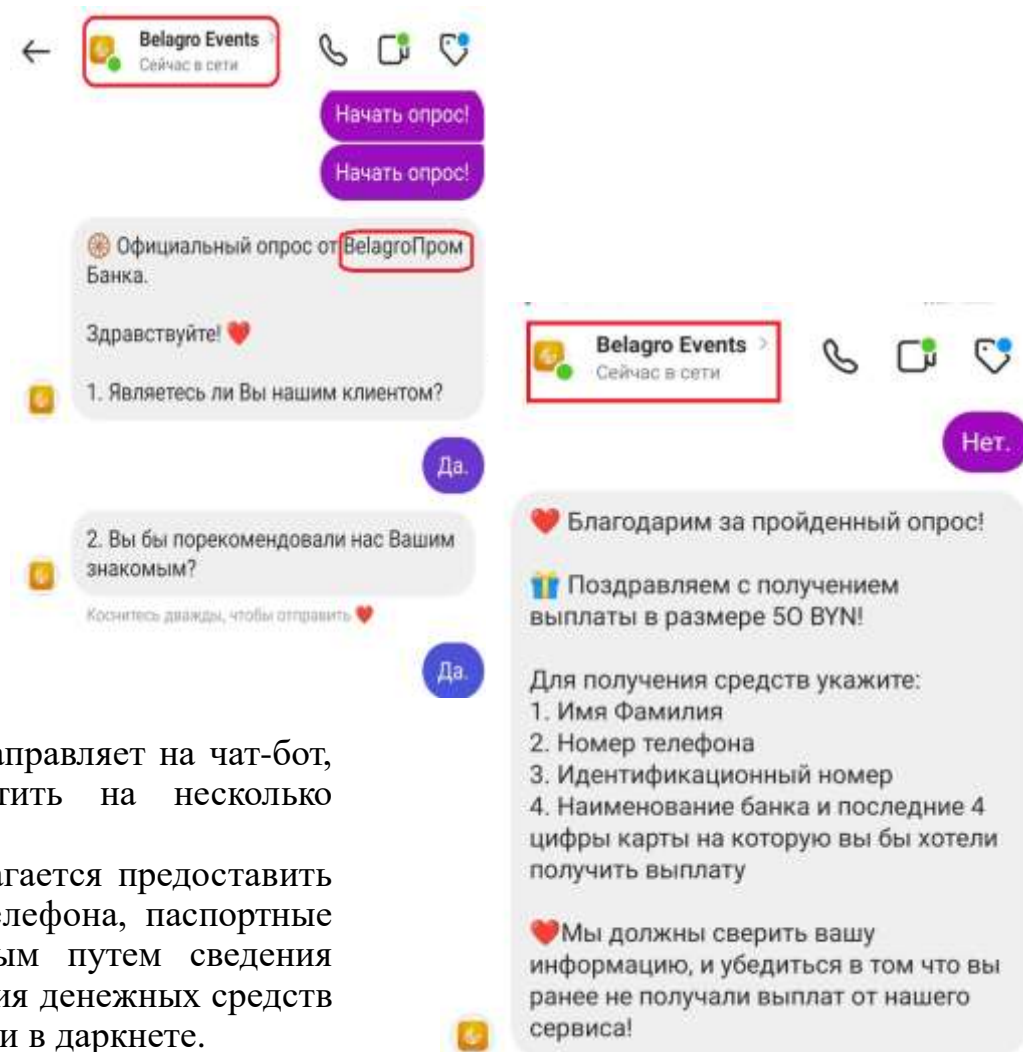 Belagro Events
Сейчас в сети
Начать опрос!
Начать опрос!
Официальный опрос от BelagroПром
Банка.
Здравствуйте! ❤️
1. Являетесь ли Вы нашим клиентом?
Да.
2. Вы бы порекомендовали нас Вашим
знакомым?
Коснитесь дважды, чтобы отправить ❤️
Да.
аправляет на чат-бот,
тить на несколько
агается предоставить
елефона, паспортные
ым путем сведения
ия денежных средств
и в даркнете.
Belagro Events
Сейчас в сети
Нет.
❤️ Благодарим за пройденный опрос!
🎁 Поздравляем с получением
выплаты в размере 5O BYN!
Для получения средств укажите:
1. Имя Фамилия
2. Номер телефона
3. Идентификационный номер
4. Наименование банка и последние 4
цифры карты на которую вы бы хотели
получить выплату
❤️Мы должны сверить вашу
информацию, и убедиться в том что вы
ранее не получали выплат от нашего
сервиса!